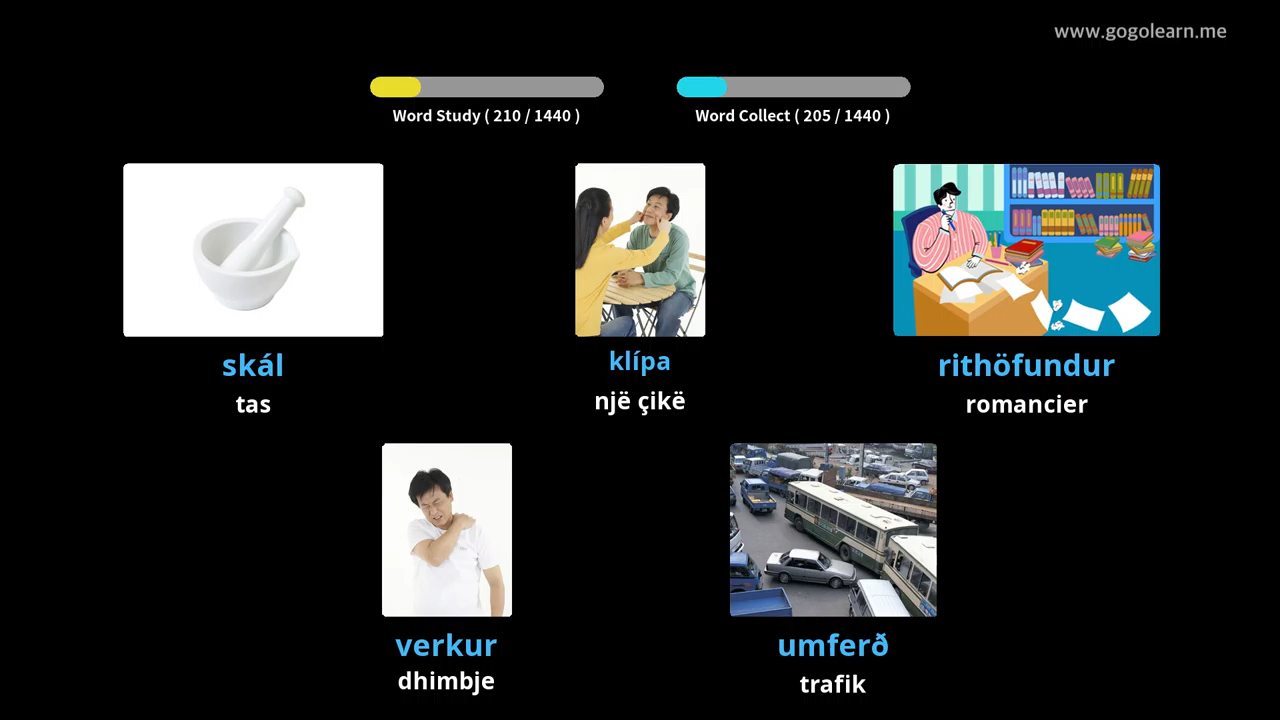 www.gogolearn.me
Word Study ( 210 / 1440 )
Word Collect ( 205 / 1440 )
skál
tas
klípa
një çikë
rithöfundur
romancier
verkur
dhimbje
umferð
trafik